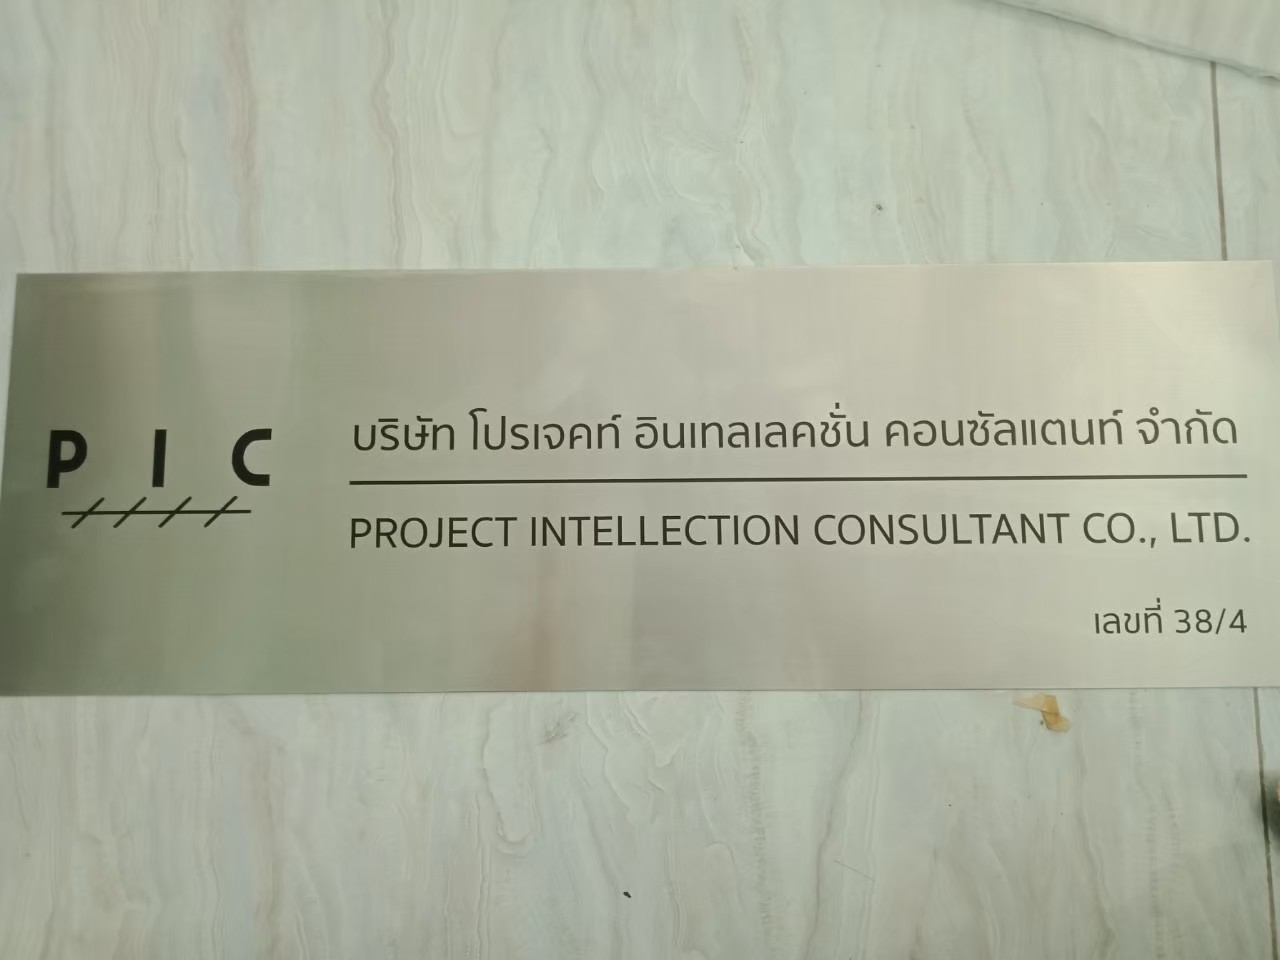 P I C
บริษัท โปรเจคท์ อินเทลเลคชั่น คอนซัลแตนท์ จำกัด
PROJECT INTELLECTION CONSULTANT CO., LTD.
เลขที่ 38/4